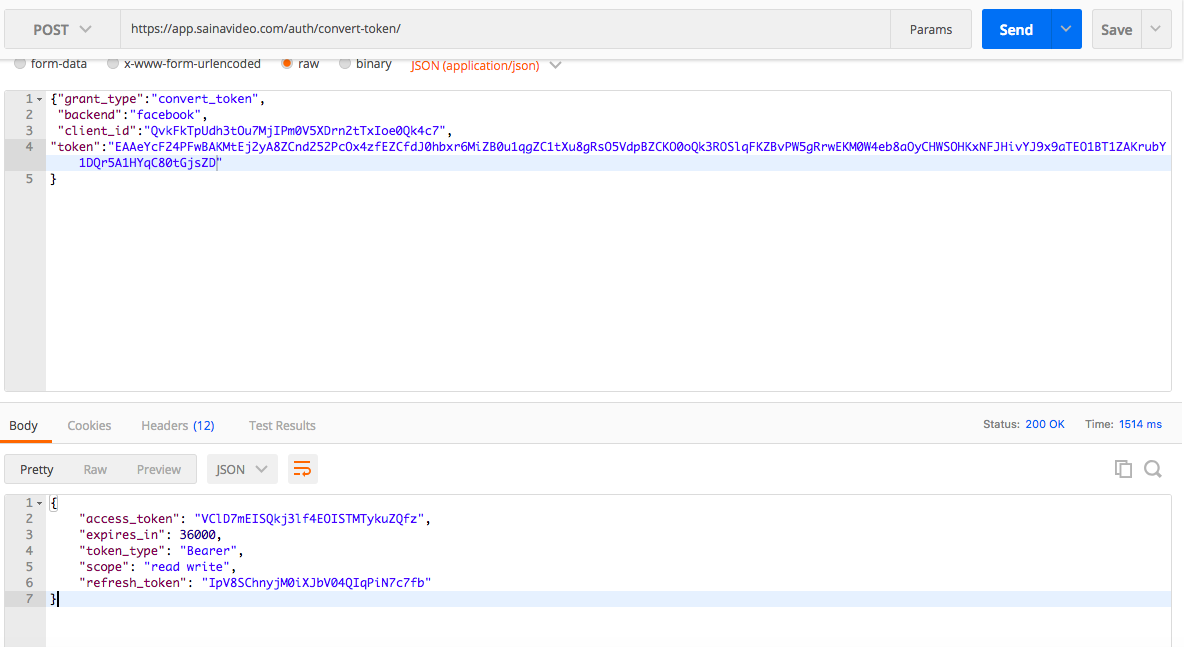 POST https://app.sainavideo.com/auth/convert-token/ Params Send Save
form-data x-www-form-urlencoded raw binary JSON (application/json)
1 {"grant_type":"convert_token",
2 "backend":"facebook",
3 "client_id":"QvkFkTpUdh3tOu7MjIPm0V5XDrn2tTxIoe0Qk4c7",
4 "token":"EAAeYcFZ4PFwBAKMtEjZyA8ZCndZ5ZPcOx4zfEZCfdJ0hbxr6MiZB0u1qgZC1tXu8gRsO5VdpBZCKO0oQk3ROSlqFKZBvPW5gRrwEKM0W4eb8aOyCHWSOHKxNFJHivYJ9x9aTEO1BT1ZAKrubY
1DQr5A1HYqC80tGjsZD"
5 }
Body Cookies Headers (12) Test Results Status: 200 OK Time: 1514 ms
Pretty Raw Preview JSON
1 {
2 "access_token": "VClD7mEISQkj3lf4EOISTMTykuZQfz",
3 "expires_in": 36000,
4 "token_type": "Bearer",
5 "scope": "read write",
6 "refresh_token": "IpV8SChnyjM0iXJbV04QIqPiN7c7fb"
7 }